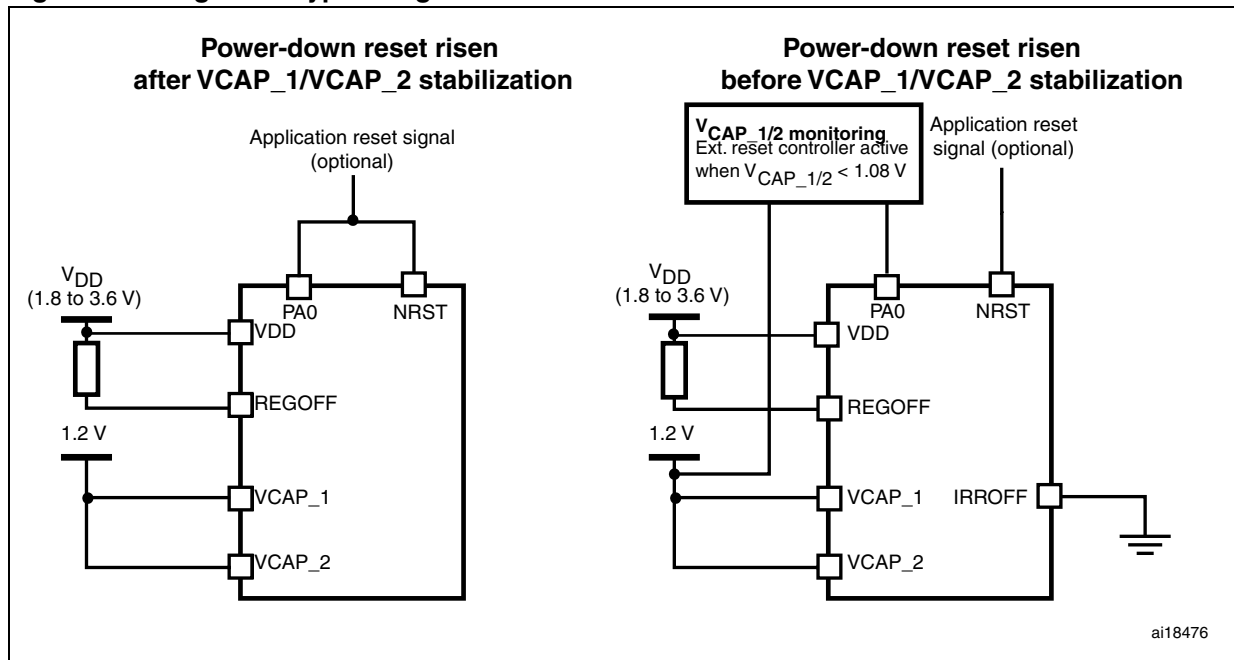 Power-down reset risen
after VCAP_1/VCAP_2 stabilization
Application reset signal
(optional)
VDD
(1.8 to 3.6 V)
PA0
NRST
VDD
REGOFF
1.2 V
VCAP_1
VCAP_2
Power-down reset risen
before VCAP_1/VCAP_2 stabilization
VCAP_1/2 monitoring
Ext. reset controller active
when VCAP_1/2 < 1.08 V
Application reset
signal (optional)
VDD
(1.8 to 3.6 V)
PA0
NRST
VDD
REGOFF
1.2 V
VCAP_1
IRROFF
VCAP_2
ai18476